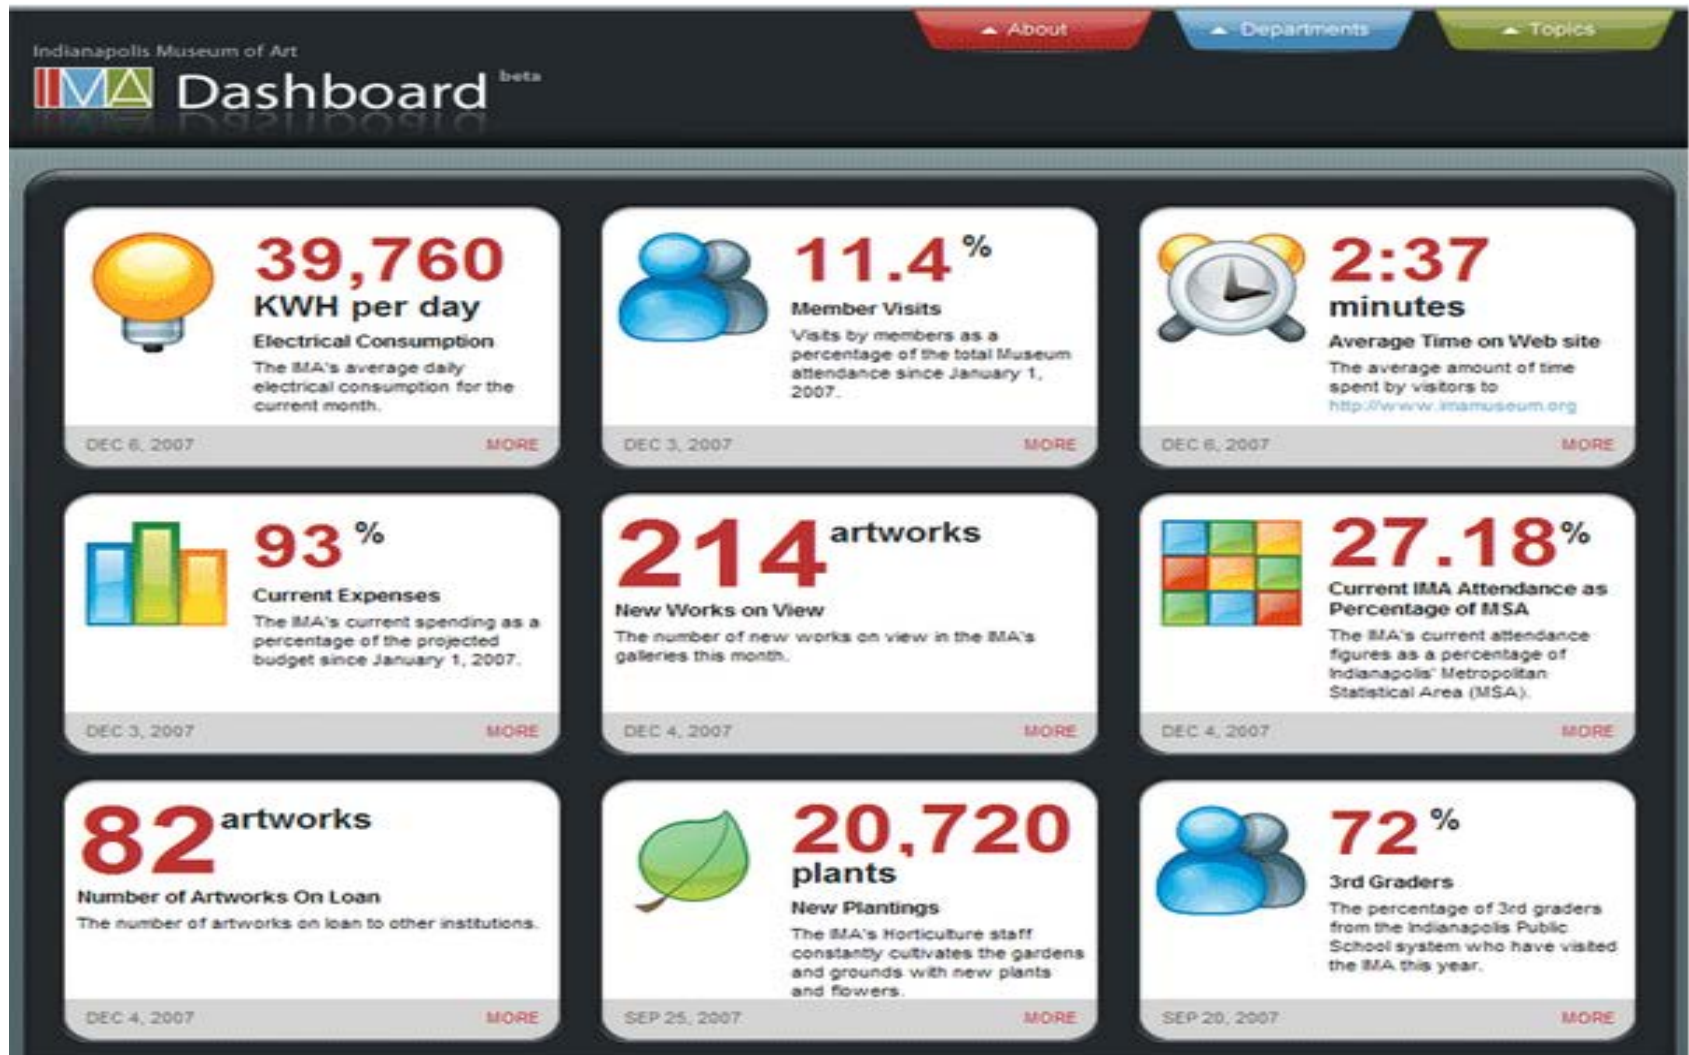 About
Departments
Topics
Indianapolis Museum of Art
IMA Dashboard beta
39,760
KWH per day
Electrical Consumption
The IMA's average daily
electrical consumption for the
current month.
DEC 6, 2007 MORE
11.4%
Member Visits
Visits by members as a
percentage of the total Museum
attendance since January 1,
2007.
DEC 3, 2007 MORE
2:37
minutes
Average Time on Web site
The average amount of time
spent by visitors to
http://www.imamuseum.org
DEC 6, 2007 MORE
93%
Current Expenses
The IMA's current spending as a
percentage of the projected
budget since January 1, 2007.
DEC 3, 2007 MORE
214 artworks
New Works on View
The number of new works on view in the IMA's
galleries this month.
DEC 4, 2007 MORE
27.18%
Current IMA Attendance as
Percentage of MSA
The IMA's current attendance
figures as a percentage of
Indianapolis' Metropolitan
Statistical Area (MSA).
DEC 4, 2007 MORE
82 artworks
Number of Artworks On Loan
The number of artworks on loan to other institutions.
DEC 4, 2007 MORE
20,720
plants
New Plantings
The IMA's Horticulture staff
constantly cultivates the gardens
and grounds with new plants
and flowers.
SEP 25, 2007 MORE
72%
3rd Graders
The percentage of 3rd graders
from the Indianapolis Public
School system who have visited
the IMA this year.
SEP 20, 2007 MORE